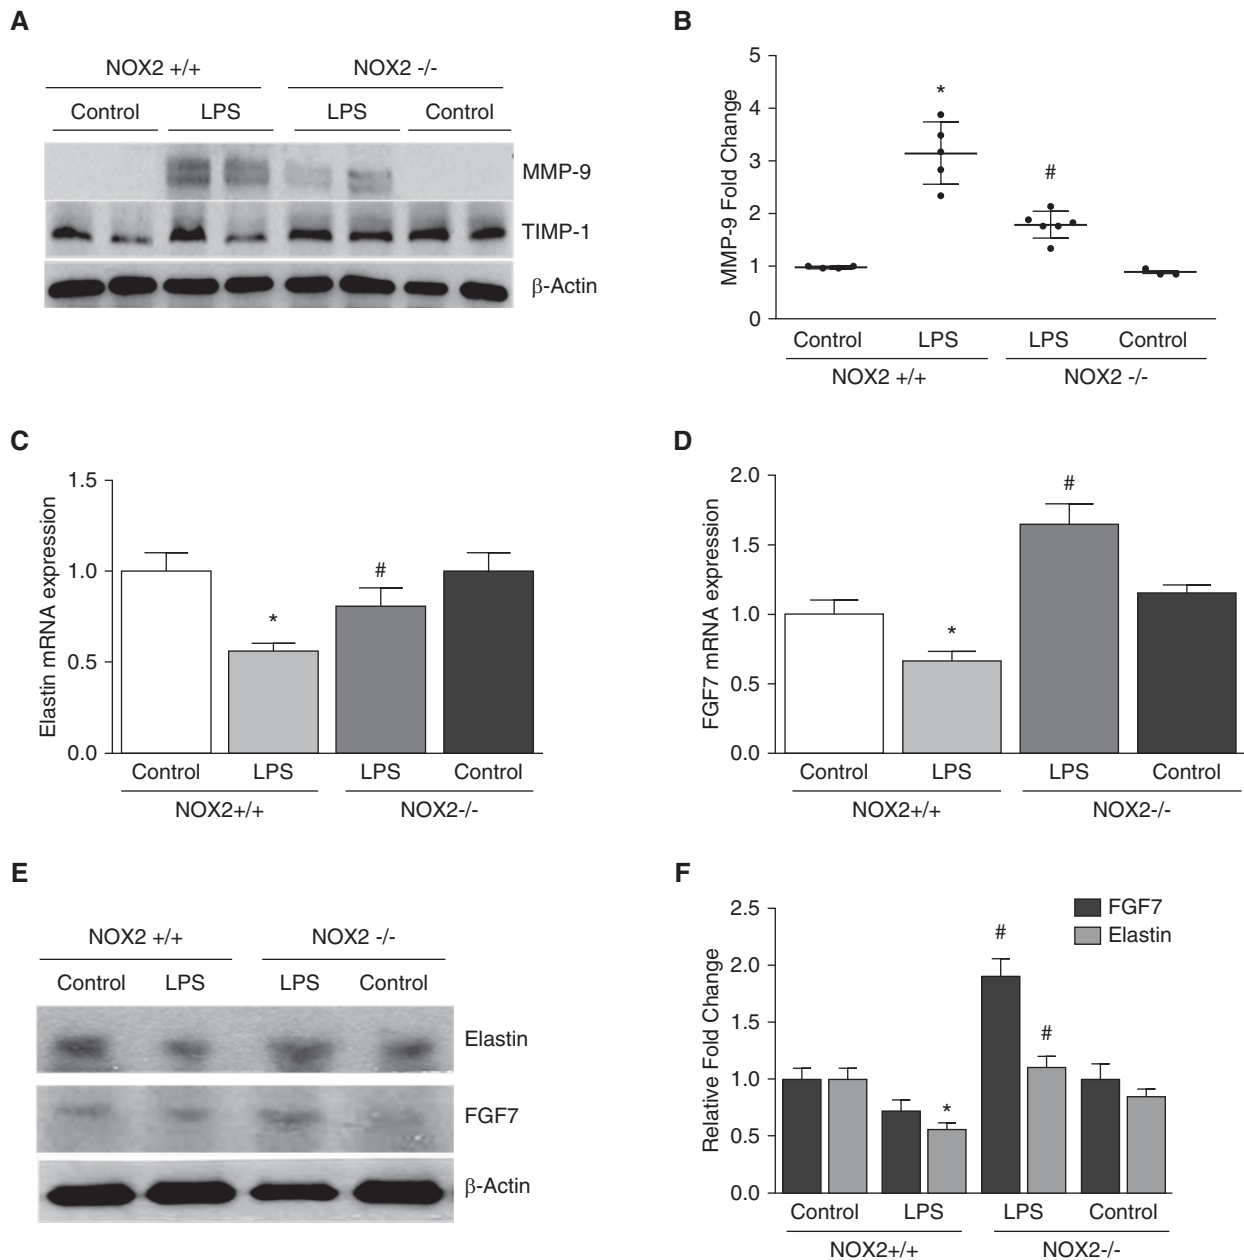 A
NOX2 +/+
NOX2 -/-
Control
LPS
LPS
Control
MMP-9
TIMP-1
β-Actin
B
MMP-9 Fold Change
5
4
3
2
1
0
*
#
Control
LPS
LPS
Control
NOX2 +/+
NOX2 -/-
C
Elastin mRNA expression
1.5
1.0
0.5
0.0
*
#
Control
LPS
LPS
Control
NOX2+/+
NOX2-/-
D
FGF7 mRNA expression
2.0
1.5
1.0
0.5
0.0
*
#
Control
LPS
LPS
Control
NOX2+/+
NOX2-/-
E
NOX2 +/+
NOX2 -/-
Control
LPS
LPS
Control
Elastin
FGF7
β-Actin
F
Relative Fold Change
2.5
2.0
1.5
1.0
0.5
0.0
FGF7
Elastin
*
#
#
Control
LPS
LPS
Control
NOX2+/+
NOX2-/-